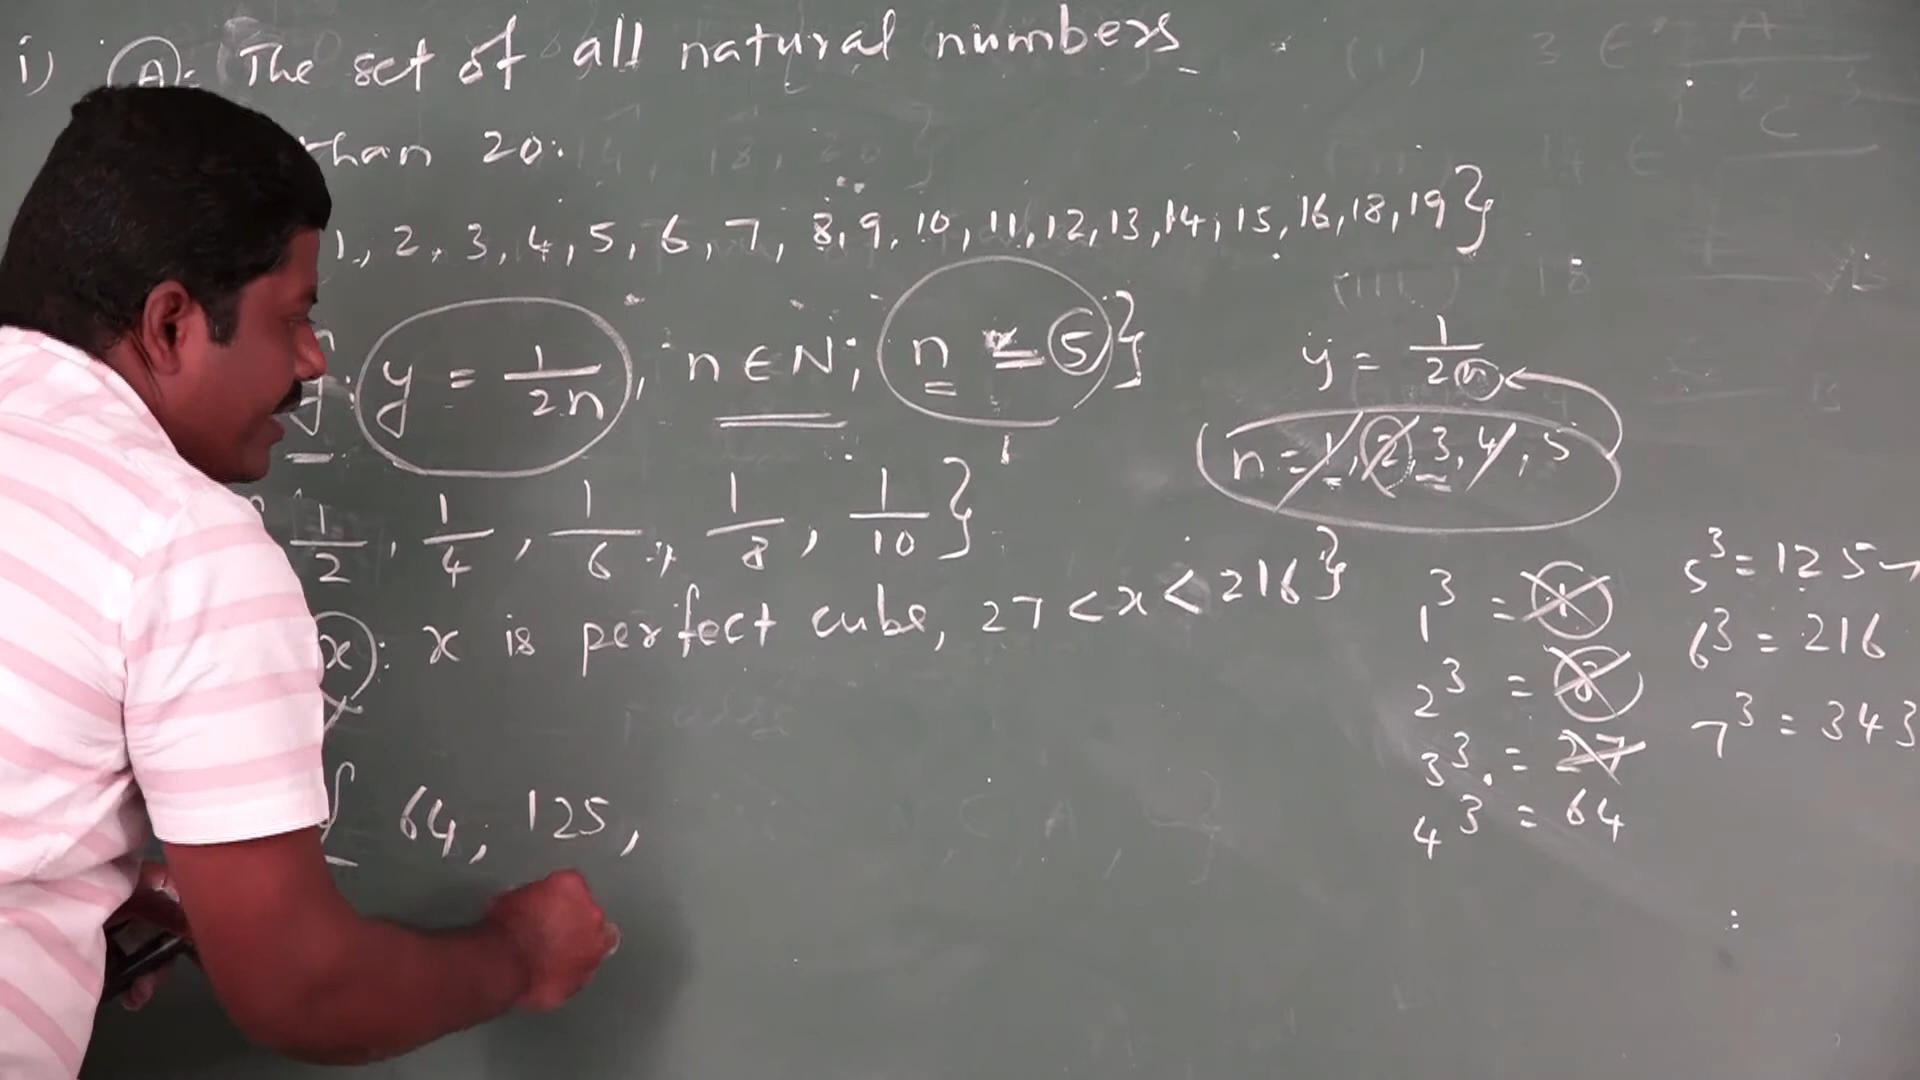 i) A: The set of all natural numbers
than 20.
1, 2, 3, 4, 5, 6, 7, 8, 9, 10, 11, 12, 13, 14, 15, 16, 18, 19}
y: y = 1/2n, n ∈ N; n ≤ 5}
1/2, 1/4, 1/6, 1/8, 1/10}
x: x is perfect cube, 27 < x < 216}
{ 64, 125,
y = 1/2n
n = 1, 2, 3, 4, 5
1³ = 1
2³ = 8
3³ = 27
4³ = 64
5³ = 125
6³ = 216
7³ = 343